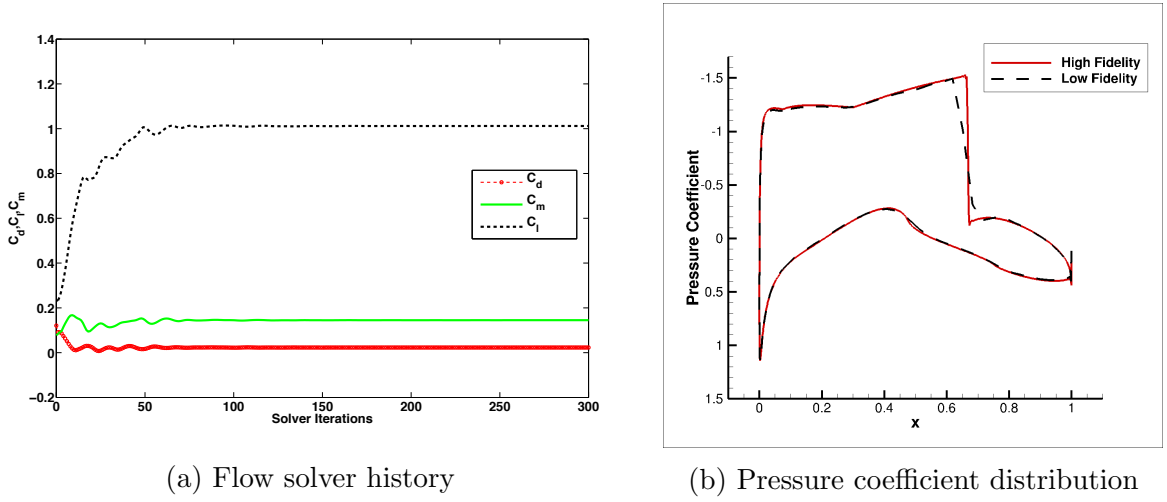 1.4
1.2
1
0.8
0.6
0.4
0.2
0
−0.2
C_d,C_l,C_m
0 50 100 150 200 250 300
Solver Iterations
C_d
C_m
C_l
(a) Flow solver history
-1.5
-1
-0.5
0
0.5
1
1.5
Pressure Coefficient
0 0.2 0.4 0.6 0.8 1
x
High Fidelity
Low Fidelity
(b) Pressure coefficient distribution